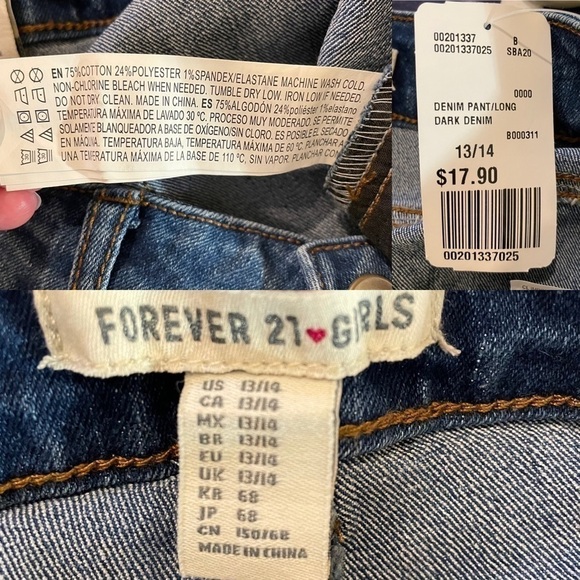 EN 75%COTTON 24%POLYESTER 1%SPANDEX/ELASTANE MACHINE WASH COLD.
NON-CHLORINE BLEACH WHEN NEEDED. TUMBLE DRY LOW. IRON LOW IF NEEDED.
DO NOT DRY. CLEAN. MADE IN CHINA. ES 75%ALGODÓN 24%poliéster 1%elastano
TEMPERATURA MÁXIMA DE LAVADO 30 ºC. PROCESO MUY MODERADO. SE PERMITE
SOLAMENTE BLANQUEADOR A BASE DE OXÍGENO/SIN CLORO. ES POSIBLE EL SECADO
EN MÁQUINA. TEMPERATURA BAJA, TEMPERATURA MÁXIMA DE 60 ºC. PLANCHAR A
UNA TEMPERATURA MÁXIMA DE LA BASE DE 110 ºC, SIN VAPOR. PLANCHAR CON
00201337 B
00201337025 SBA20
0000
DENIM PANT/LONG
DARK DENIM
B000311
13/14
$17.90
00201337025
FOREVER 21 GIRLS
US 13/14
CA 13/14
MX 13/14
BR 13/14
EU 13/14
UK 13/14
KR 68
JP 68
CN 150/68
MADE IN CHINA